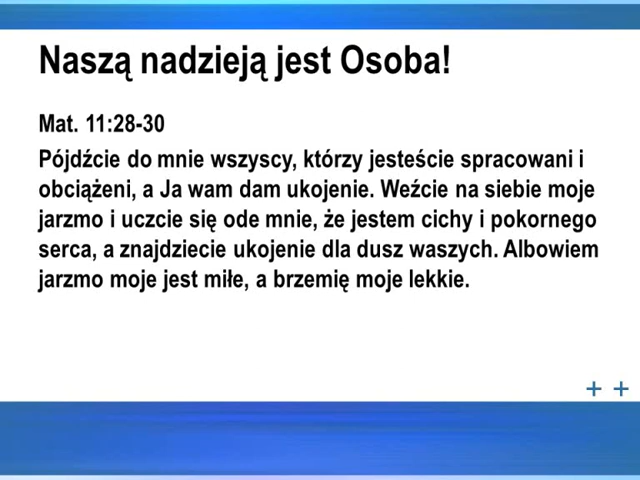 Naszą nadzieją jest Osoba!
Mat. 11:28-30
Pójdźcie do mnie wszyscy, którzy jesteście spracowani i
obciążeni, a Ja wam dam ukojenie. Weźcie na siebie moje
jarzmo i uczcie się ode mnie, że jestem cichy i pokornego
serca, a znajdziecie ukojenie dla dusz waszych. Albowiem
jarzmo moje jest miłe, a brzemię moje lekkie.